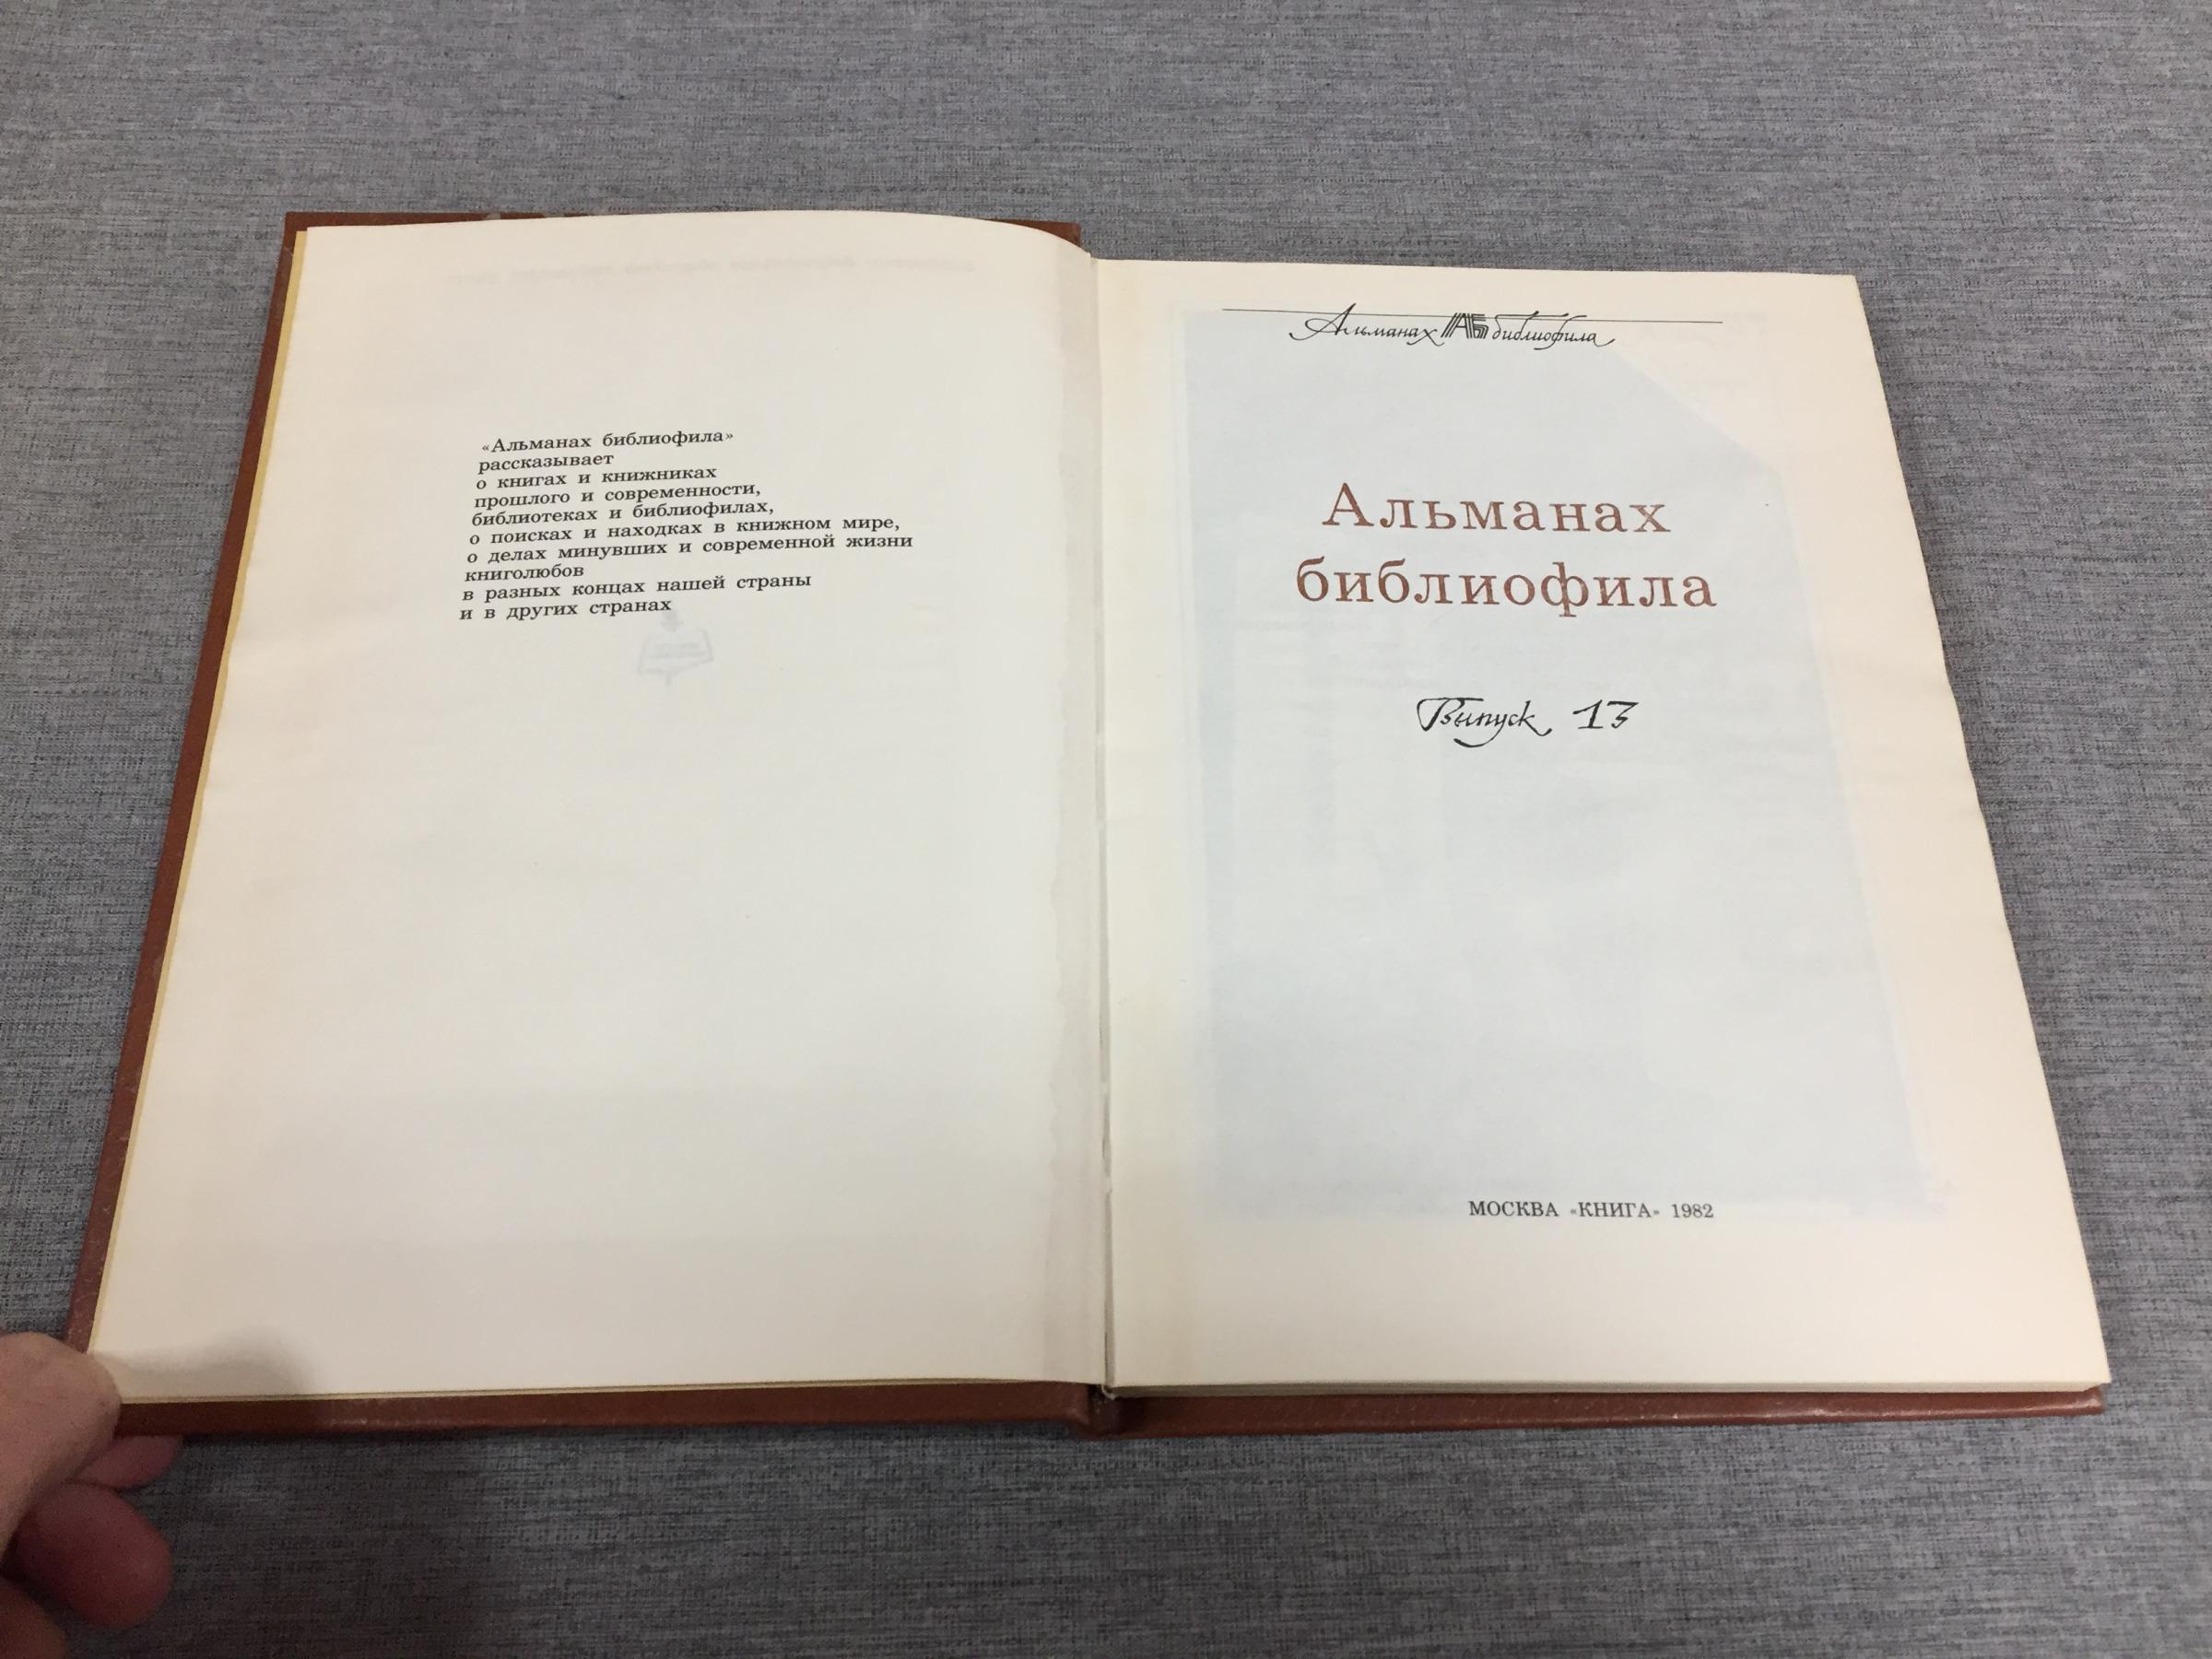 «Альманах библиофила»
рассказывает
о книгах и книжниках
прошлого и современности,
библиотеках и библиофилах,
о поисках и находках в книжном мире,
о делах минувших и современной жизни
книголюбов
в разных концах нашей страны
и в других странах
Альманах АБ библиофила
Альманах
библиофила
Выпуск 13
МОСКВА «КНИГА» 1982